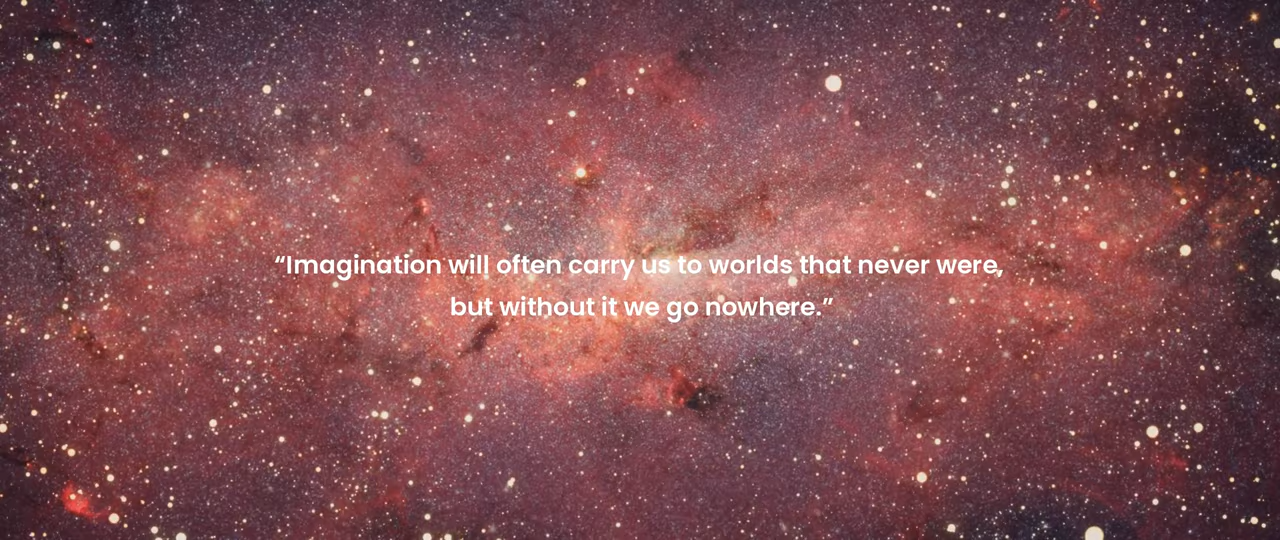 “Imagination will often carry us to worlds that never were,
but without it we go nowhere.”